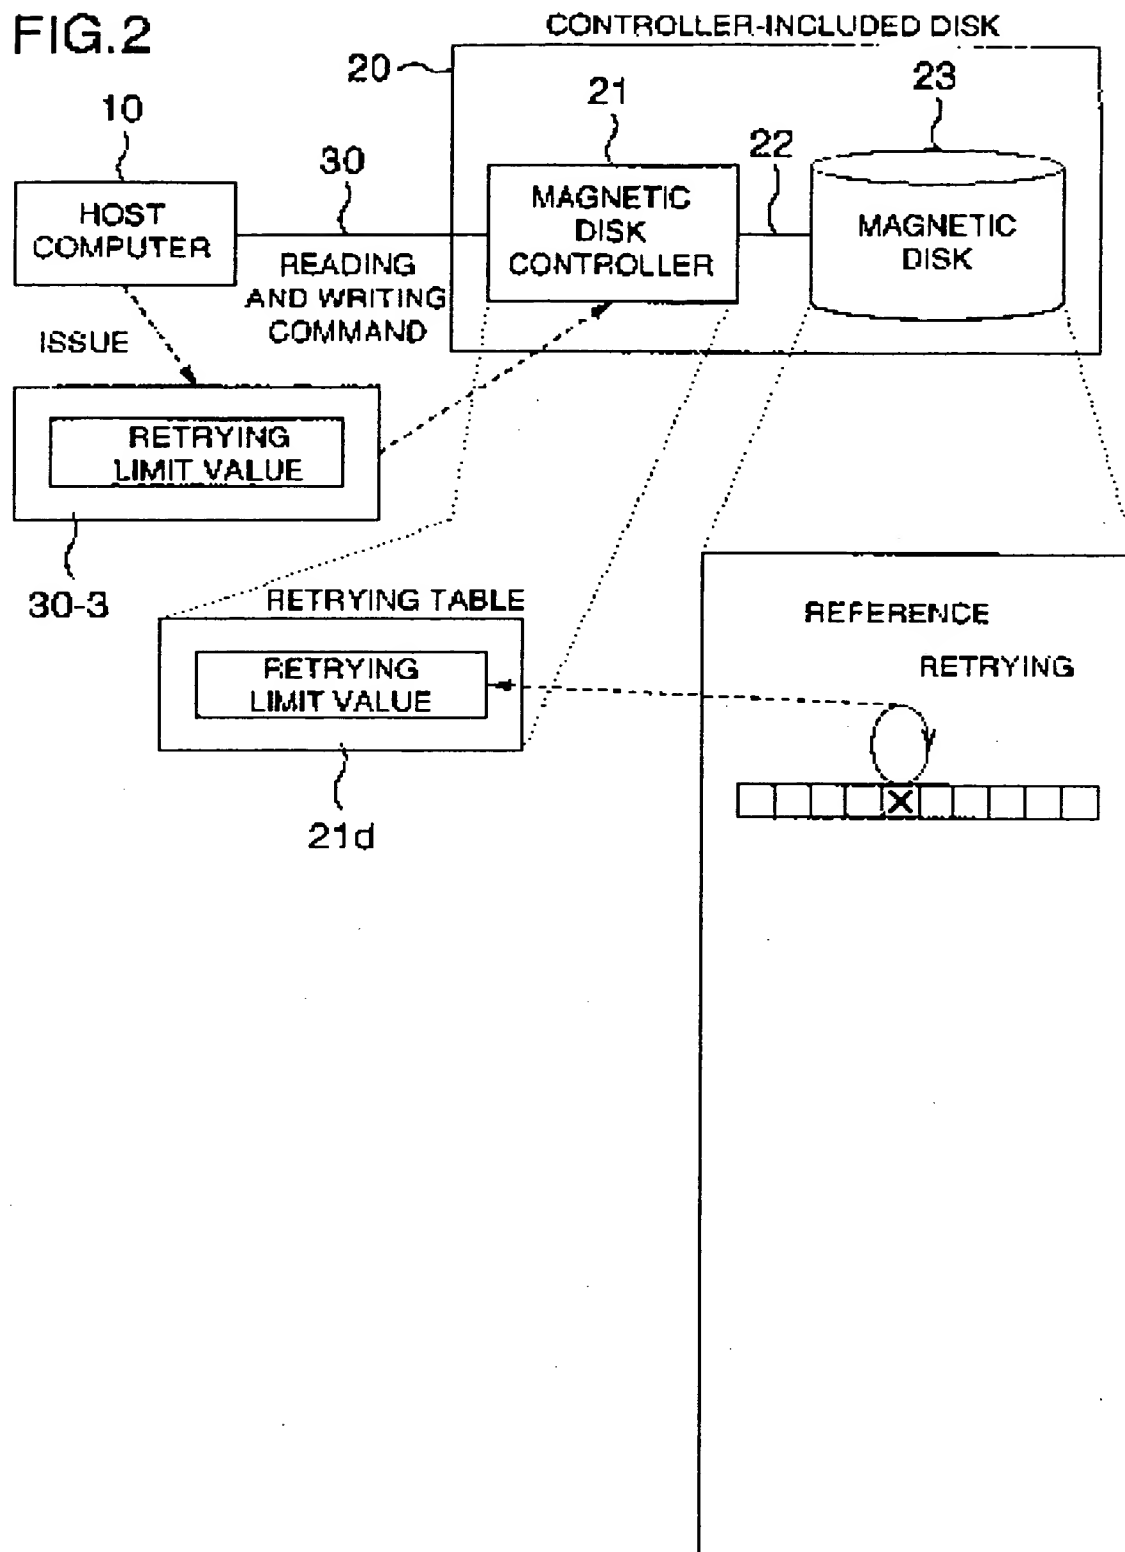 FIG.2
CONTROLLER-INCLUDED DISK
20
10
21
23
30
22
HOST
COMPUTER
MAGNETIC
DISK
CONTROLLER
MAGNETIC
DISK
READING
AND WRITING
COMMAND
ISSUE
RETRYING
LIMIT VALUE
30-3
RETRYING TABLE
REFERENCE
RETRYING
RETRYING
LIMIT VALUE
21d